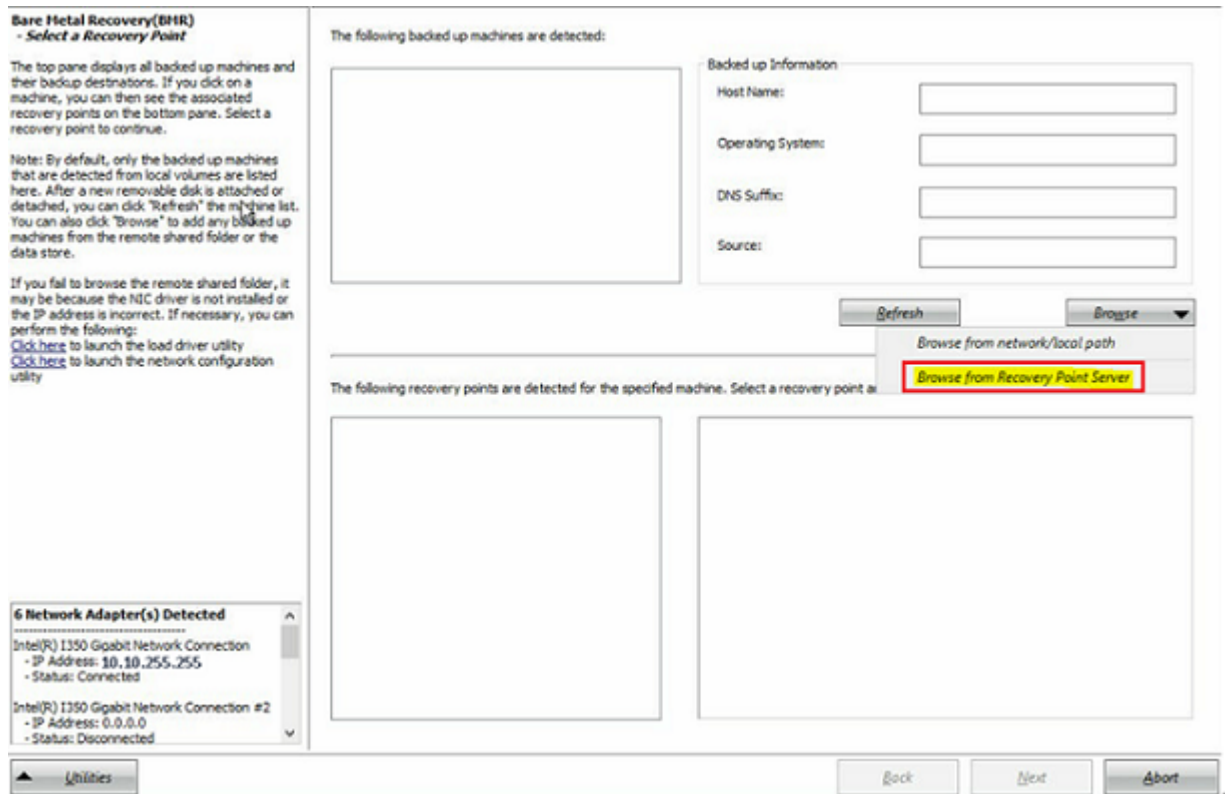 Bare Metal Recovery(BMR)
- Select a Recovery Point
The top pane displays all backed up machines and
their backup destinations. If you click on a
machine, you can then see the associated
recovery points on the bottom pane. Select a
recovery point to continue.
Note: By default, only the backed up machines
that are detected from local volumes are listed
here. After a new removable disk is attached or
detached, you can click "Refresh" the machine list.
You can also click "Browse" to add any backed up
machines from the remote shared folder or the
data store.
If you fail to browse the remote shared folder, it
may be because the NIC driver is not installed or
the IP address is incorrect. If necessary, you can
perform the following:
Click here to launch the load driver utility
Click here to launch the network configuration
utility
6 Network Adapter(s) Detected
Intel(R) I350 Gigabit Network Connection
- IP Address: 10.10.255.255
- Status: Connected
Intel(R) I350 Gigabit Network Connection #2
- IP Address: 0.0.0.0
- Status: Disconnected
The following backed up machines are detected:
Backed up Information
Host Name:
Operating System:
DNS Suffix:
Source:
Refresh
Browse
Browse from network/local path
Browse from Recovery Point Server
The following recovery points are detected for the specified machine. Select a recovery point a
Utilities
Back
Next
Abort